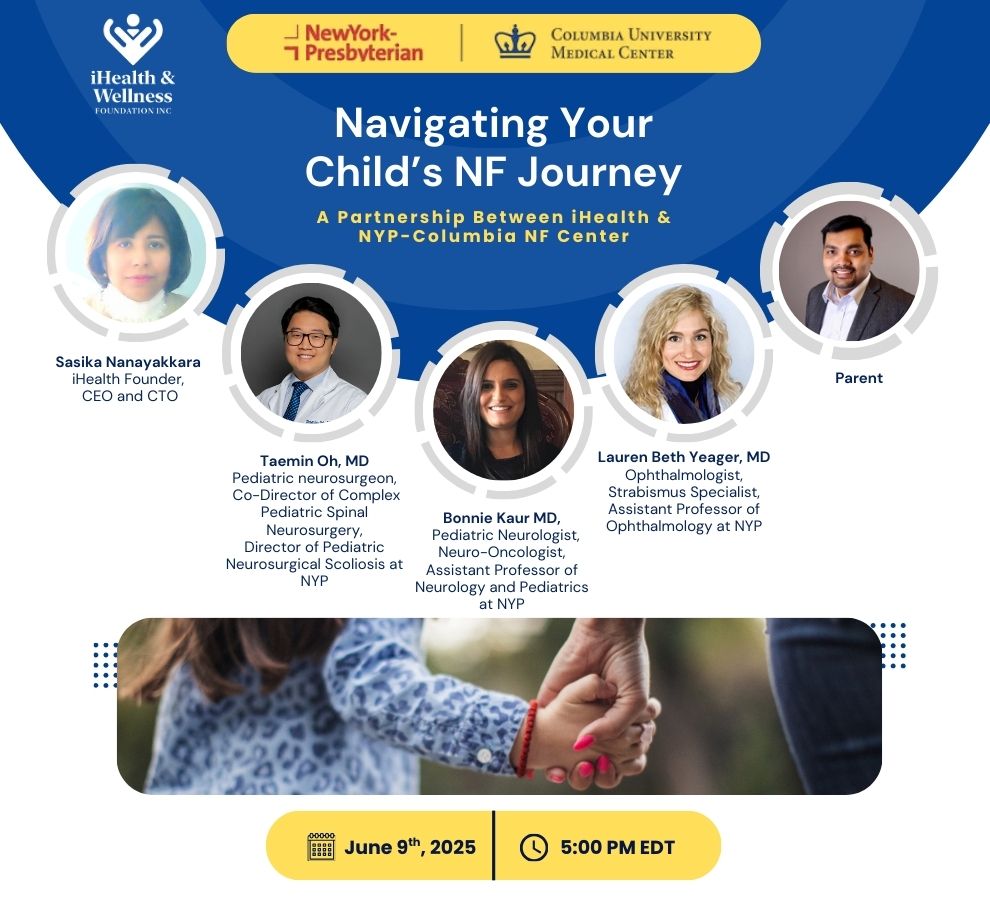 iHealth &
Wellness
FOUNDATION INC
NewYork-
Presbyterian
COLUMBIA UNIVERSITY
MEDICAL CENTER
Navigating Your
Child's NF Journey
A Partnership Between iHealth &
NYP-Columbia NF Center
Sasika Nanayakkara
iHealth Founder,
CEO and CTO
Taemin Oh, MD
Pediatric neurosurgeon,
Co-Director of Complex
Pediatric Spinal
Neurosurgery,
Director of Pediatric
Neurosurgical Scoliosis at
NYP
Bonnie Kaur MD,
Pediatric Neurologist,
Neuro-Oncologist,
Assistant Professor of
Neurology and Pediatrics
at NYP
Lauren Beth Yeager, MD
Ophthalmologist,
Strabismus Specialist,
Assistant Professor of
Ophthalmology at NYP
Parent
June 9th, 2025
5:00 PM EDT